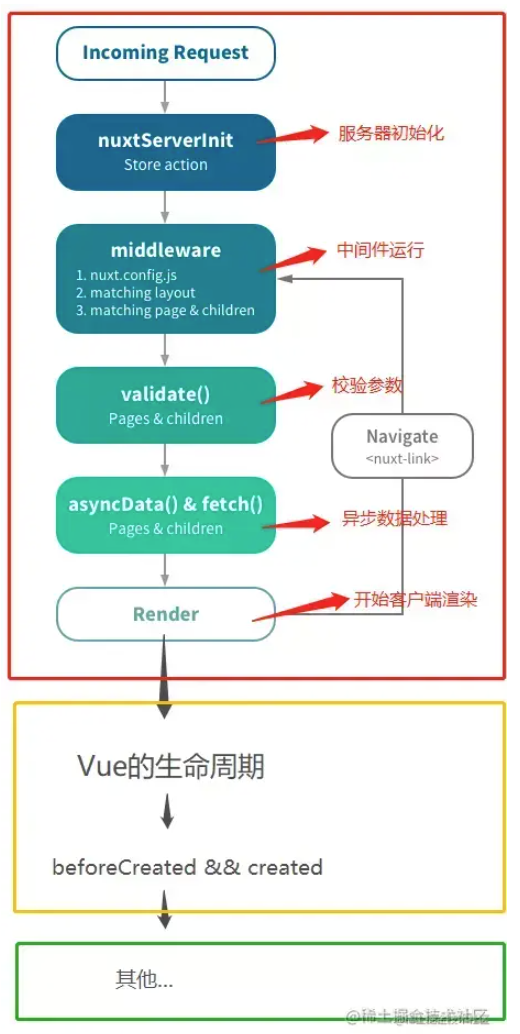 Incoming Request
nuxtServerInit
Store action
服务器初始化
middleware
1. nuxt.config.js
2. matching layout
3. matching page & children
中间件运行
validate()
Pages & children
校验参数
Navigate
<nuxt-link>
asyncData() & fetch()
Pages & children
异步数据处理
Render
开始客户端渲染
Vue的生命周期
beforeCreated && created
其他...
@稀土掘金技术社区